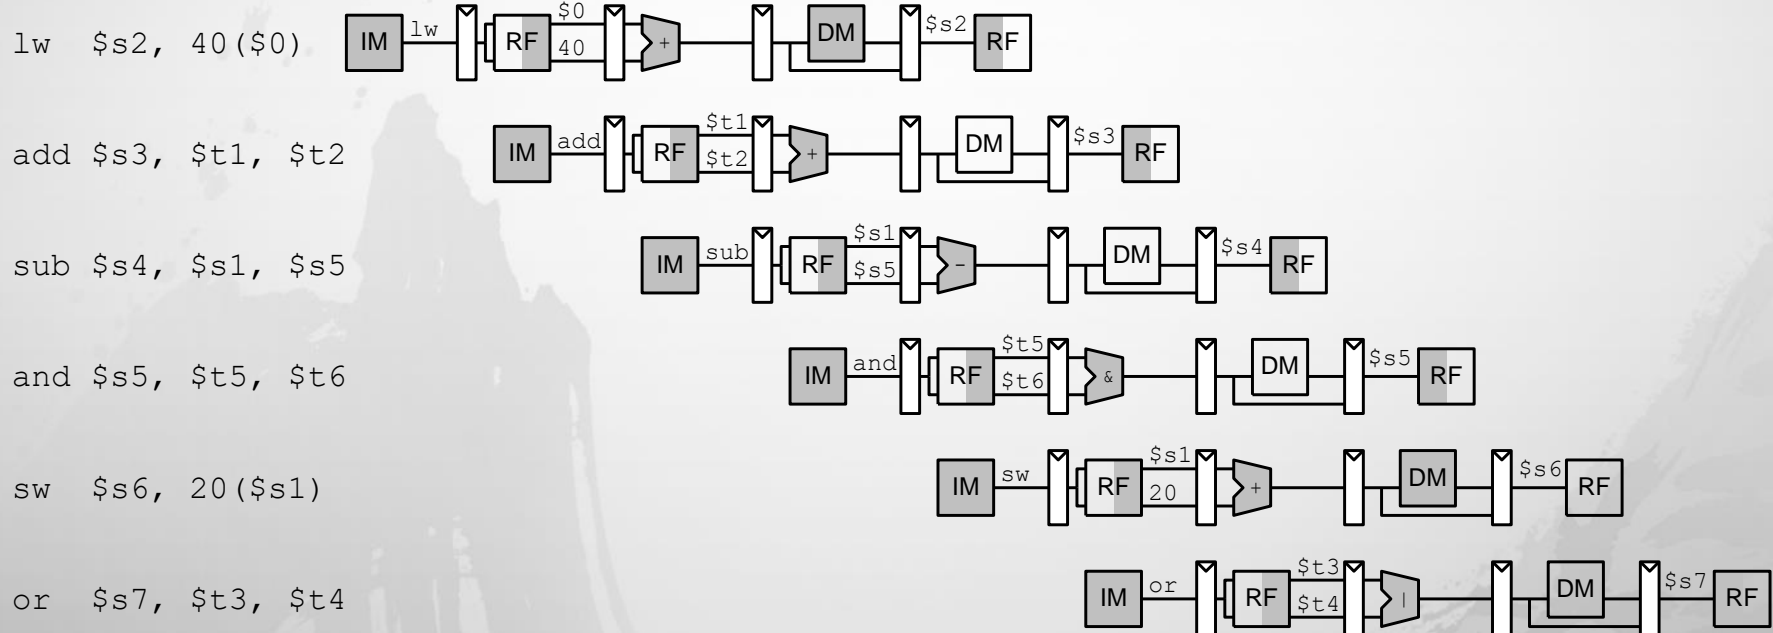 lw $s2, 40($0) IM lw RF $0 40 + DM $s2 RF
add $s3, $t1, $t2 IM add RF $t1 $t2 + DM $s3 RF
sub $s4, $s1, $s5 IM sub RF $s1 $s5 - DM $s4 RF
and $s5, $t5, $t6 IM and RF $t5 $t6 & DM $s5 RF
sw $s6, 20($s1) IM sw RF $s1 20 + DM $s6 RF
or $s7, $t3, $t4 IM or RF $t3 $t4 | DM $s7 RF